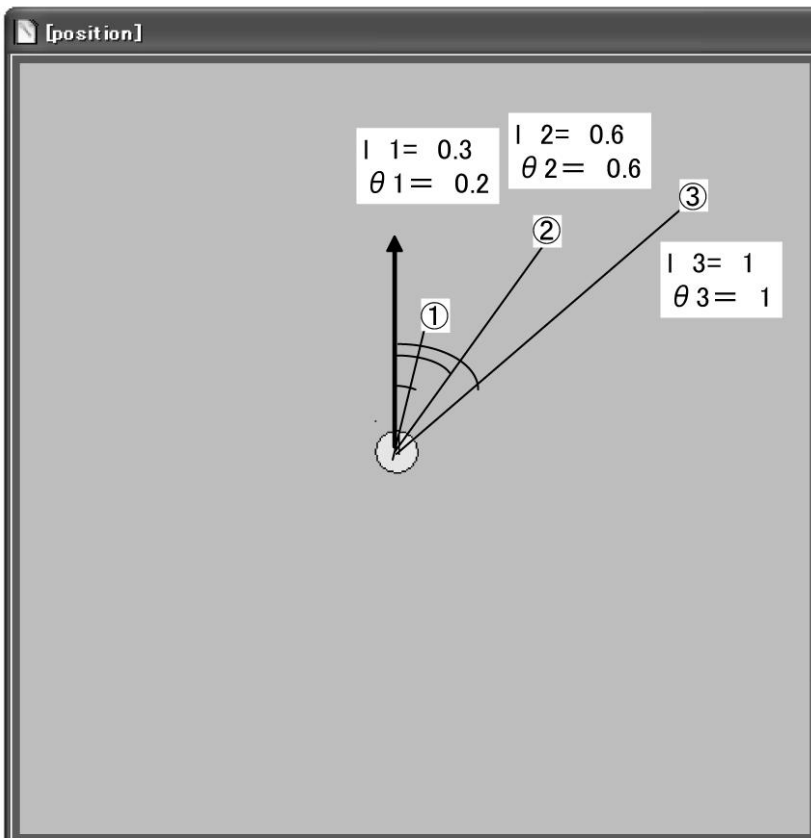 [position]
l 1= 0.3
θ1= 0.2
l 2= 0.6
θ2= 0.6
③
②
l 3= 1
θ3= 1
①